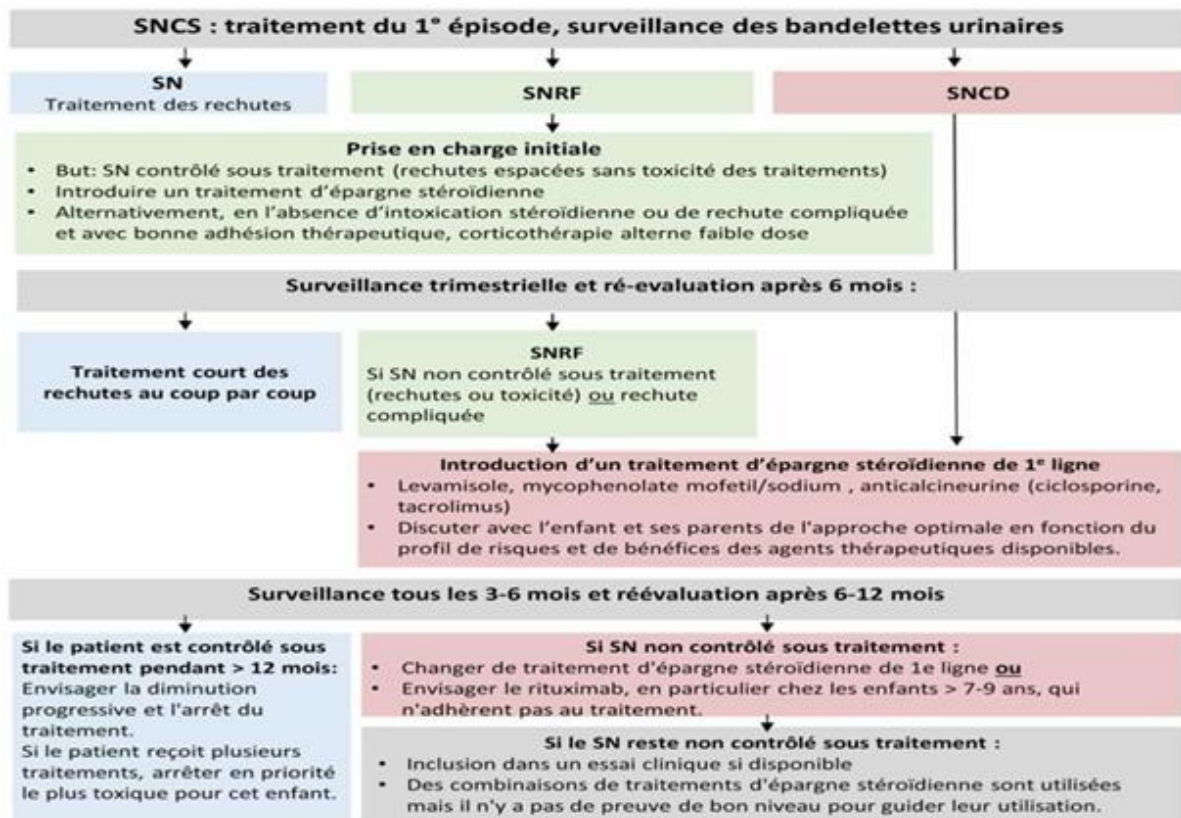 SNCS : traitement du 1° épisode, surveillance des bandelettes urinaires
SN
Traitement des rechutes
SNRF
SNCD
Prise en charge initiale
• But: SN contrôlé sous traitement (rechutes espacées sans toxicité des traitements)
• Introduire un traitement d'épargne stéroïdienne
• Alternativement, en l'absence d'intoxication stéroïdienne ou de rechute compliquée
et avec bonne adhésion thérapeutique, corticothérapie alterne faible dose
Surveillance trimestrielle et ré-evaluation après 6 mois :
Traitement court des
rechutes au coup par coup
SNRF
Si SN non contrôlé sous traitement
(rechutes ou toxicité) ou rechute
compliquée
Introduction d'un traitement d'épargne stéroïdienne de 1e ligne
• Levamisole, mycophenolate mofetil/sodium , anticalcineurine (ciclosporine,
tacrolimus)
• Discuter avec l'enfant et ses parents de l'approche optimale en fonction du
profil de risques et de bénéfices des agents thérapeutiques disponibles.
Surveillance tous les 3-6 mois et réévaluation après 6-12 mois
Si le patient est contrôlé sous
traitement pendant > 12 mois:
Envisager la diminution
progressive et l'arrêt du
traitement.
Si le patient reçoit plusieurs
traitements, arrêter en priorité
le plus toxique pour cet enfant.
Si SN non contrôlé sous traitement :
• Changer de traitement d'épargne stéroïdienne de 1e ligne ou
• Envisager le rituximab, en particulier chez les enfants > 7-9 ans, qui
n'adhèrent pas au traitement.
Si le SN reste non contrôlé sous traitement :
• Inclusion dans un essai clinique si disponible
• Des combinaisons de traitements d'épargne stéroïdienne sont utilisées
mais il n'y a pas de preuve de bon niveau pour guider leur utilisation.